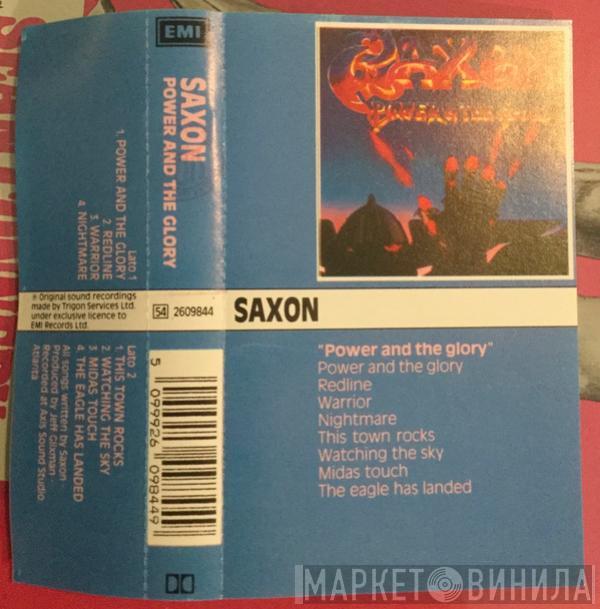 EMI
SAXON
POWER AND THE GLORY
Lato 1
1. POWER AND THE GLORY
2. REDLINE
3. WARRIOR
4. NIGHTMARE
℗ Original sound recordings
made by Trigon Services Ltd.
under exclusive licence to
EMI Records Ltd.
54 2609844
Lato 2
1. THIS TOWN ROCKS
2. WATCHING THE SKY
3. MIDAS TOUCH
4. THE EAGLE HAS LANDED
All songs written by Saxon -
Produced by Jeff Glixman -
Recorded at Axis Sound Studio
Atlanta
5 099926 098449
SAXON
SAXON
"Power and the glory"
Power and the glory
Redline
Warrior
Nightmare
This town rocks
Watching the sky
Midas touch
The eagle has landed
МАРКЕТ ВИНИЛА